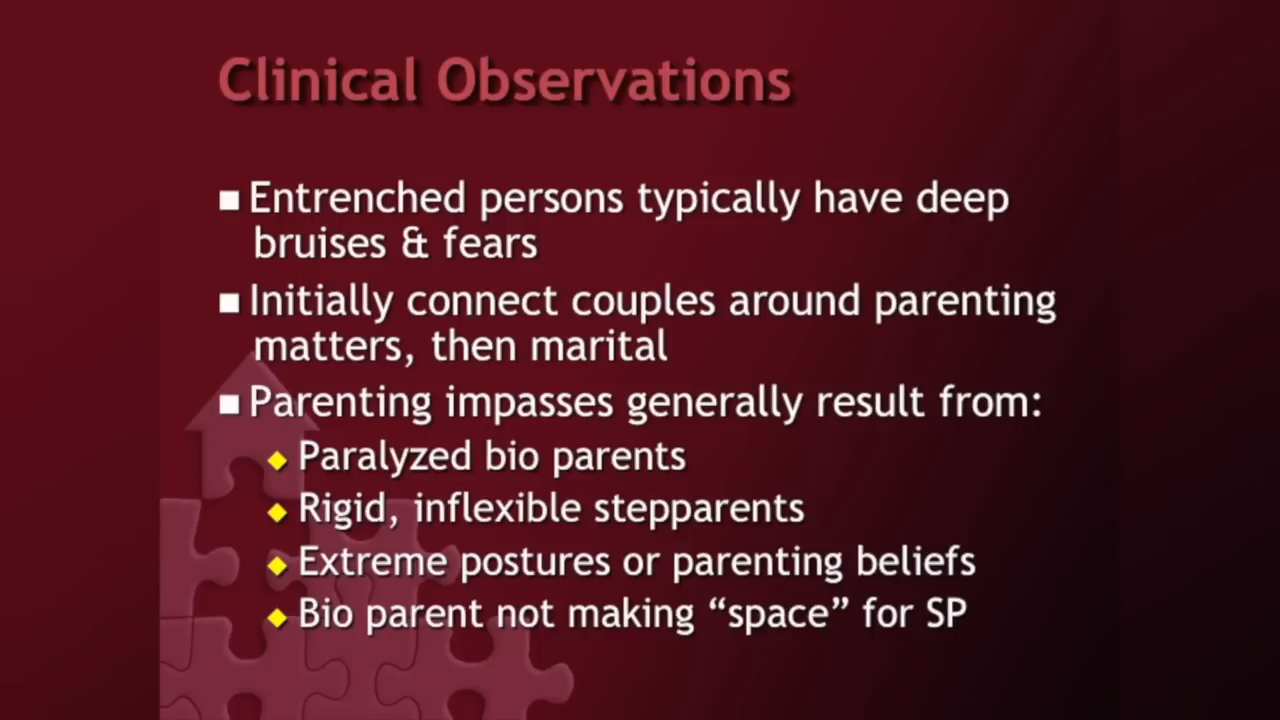 Clinical Observations
■ Entrenched persons typically have deep
bruises & fears
■ Initially connect couples around parenting
matters, then marital
■ Parenting impasses generally result from:
◆ Paralyzed bio parents
◆ Rigid, inflexible stepparents
◆ Extreme postures or parenting beliefs
◆ Bio parent not making “space” for SP